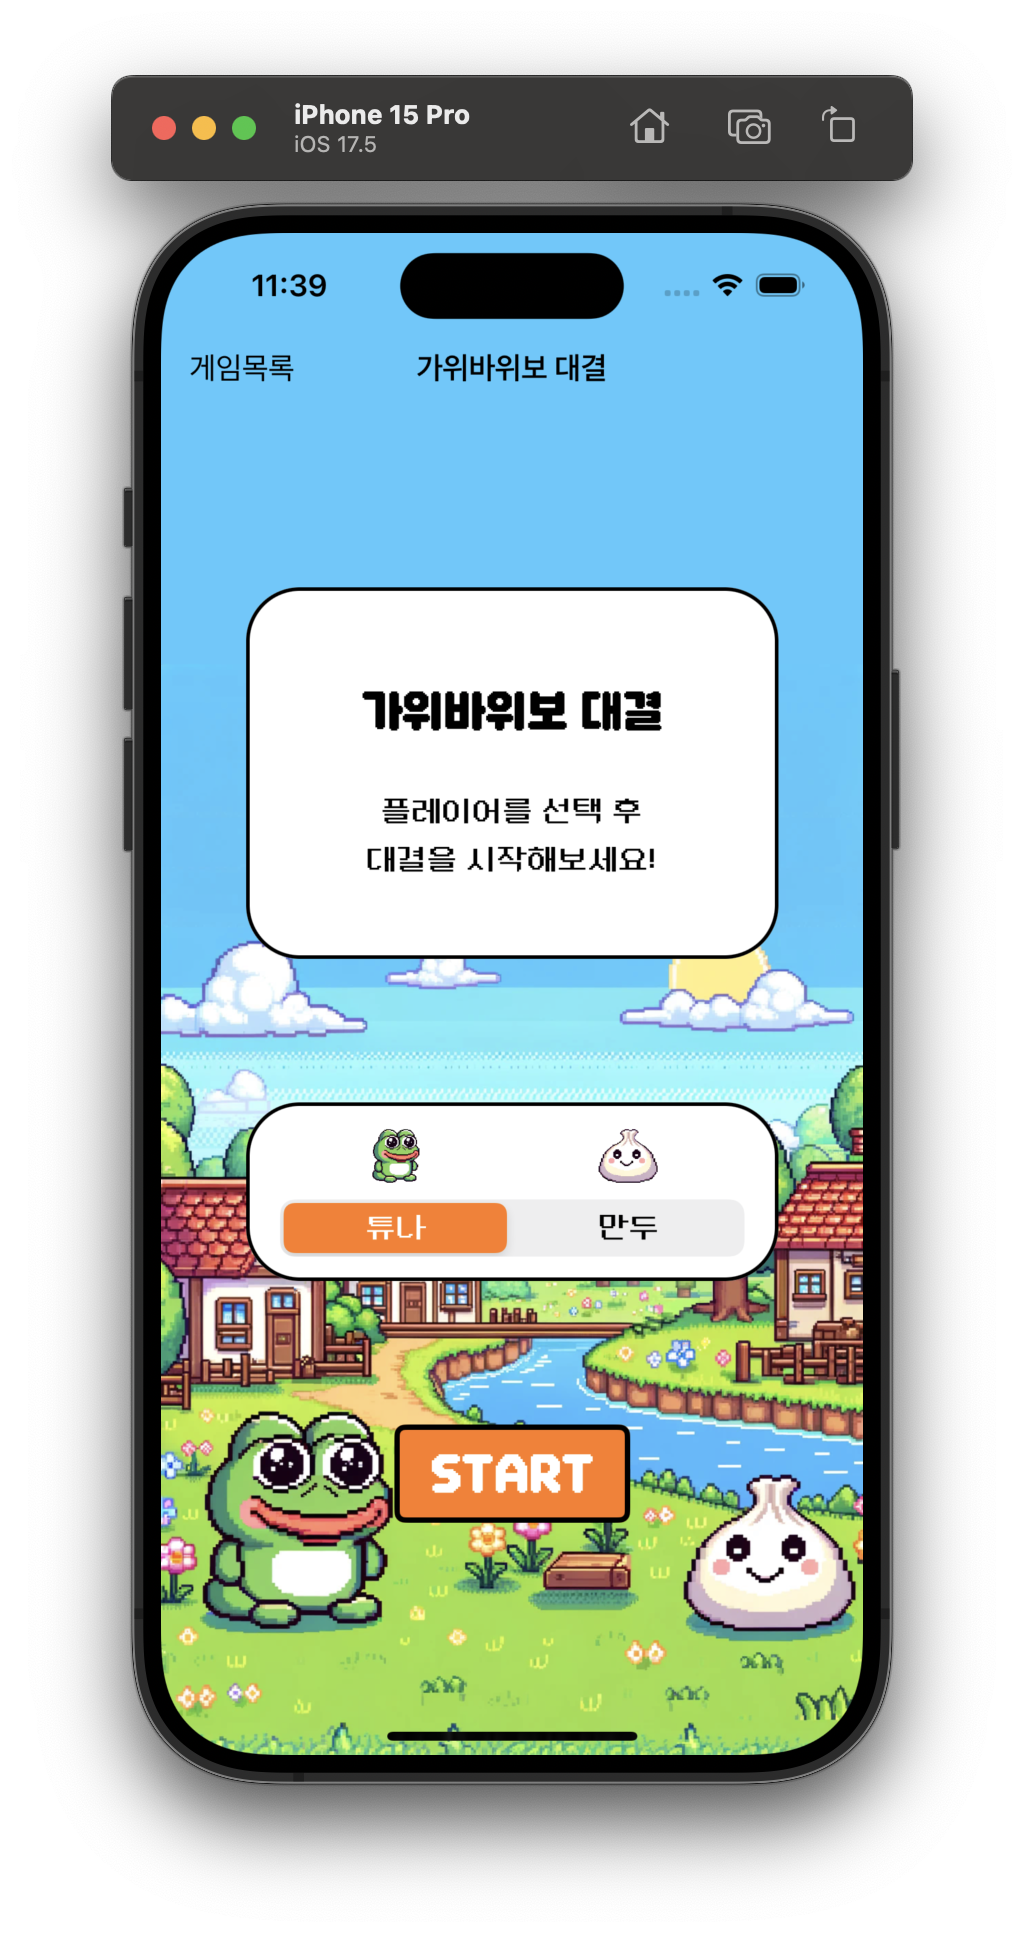 iPhone 15 Pro
iOS 17.5
11:39
게임목록
가위바위보 대결
가위바위보 대결
플레이어를 선택 후
대결을 시작해보세요!
튜나
만두
START